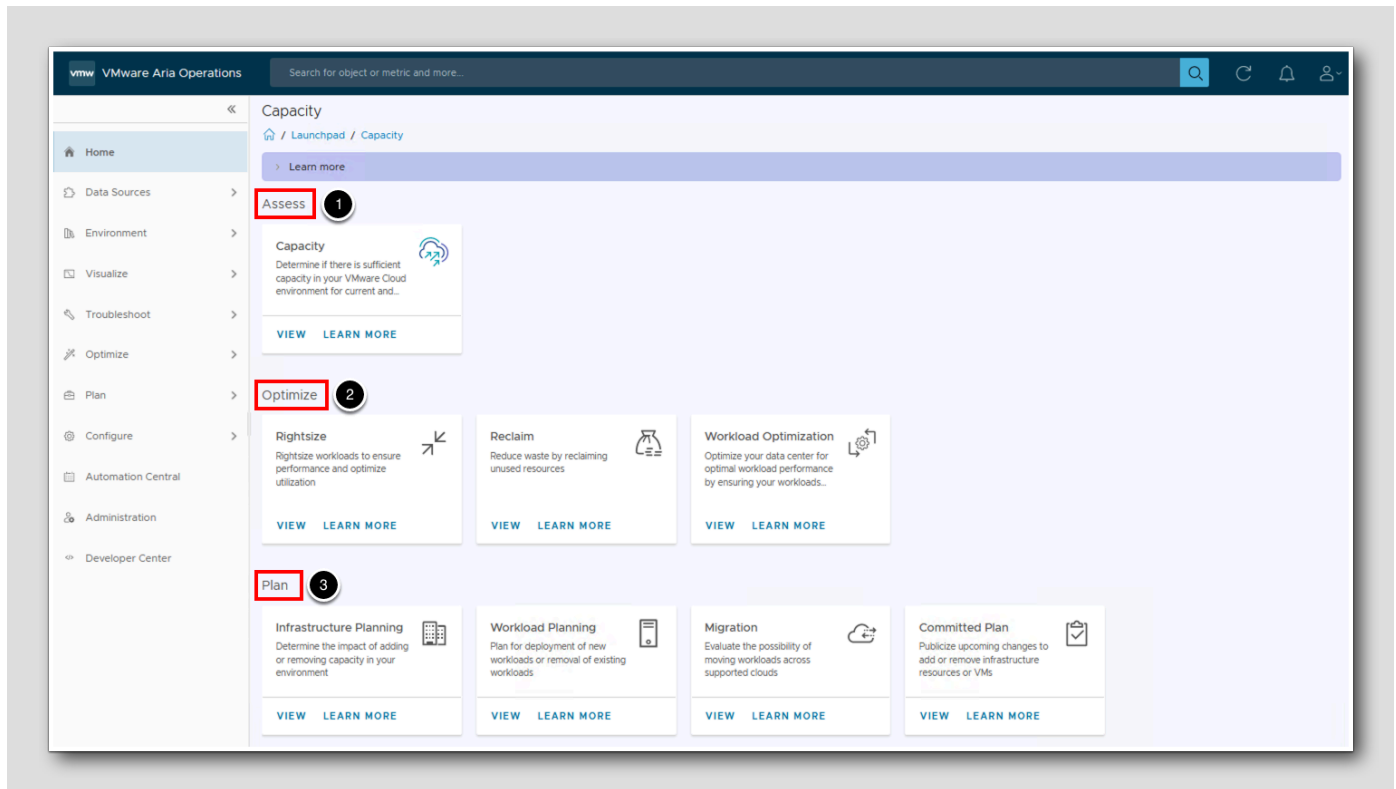 vmw VMware Aria Operations
Search for object or metric and more...
Capacity
/ Launchpad / Capacity
Learn more
Home
Data Sources
Environment
Visualize
Troubleshoot
Optimize
Plan
Configure
Automation Central
Administration
Developer Center
Assess 1
Capacity
Determine if there is sufficient
capacity in your VMware Cloud
environment for current and...
VIEW LEARN MORE
Optimize 2
Rightsize
Rightsize workloads to ensure
performance and optimize
utilization
VIEW LEARN MORE
Reclaim
Reduce waste by reclaiming
unused resources
VIEW LEARN MORE
Workload Optimization
Optimize your data center for
optimal workload performance
by ensuring your workloads...
VIEW LEARN MORE
Plan 3
Infrastructure Planning
Determine the impact of adding
or removing capacity in your
environment
VIEW LEARN MORE
Workload Planning
Plan for deployment of new
workloads or removal of existing
workloads
VIEW LEARN MORE
Migration
Evaluate the possibility of
moving workloads across
supported clouds
VIEW LEARN MORE
Committed Plan
Publicize upcoming changes to
add or remove infrastructure
resources or VMs
VIEW LEARN MORE